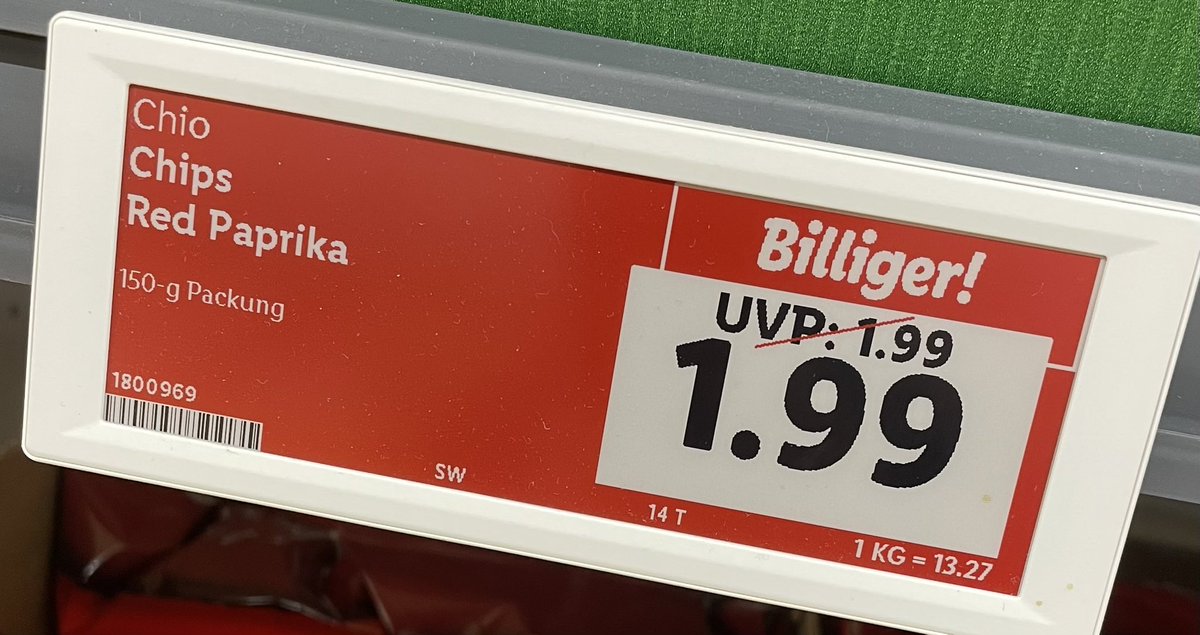 Chio
Chips
Red Paprika
150-g Packung
1800969
SW
Billiger!
UVP: 1.99
1.99
14 T
1 KG = 13.27